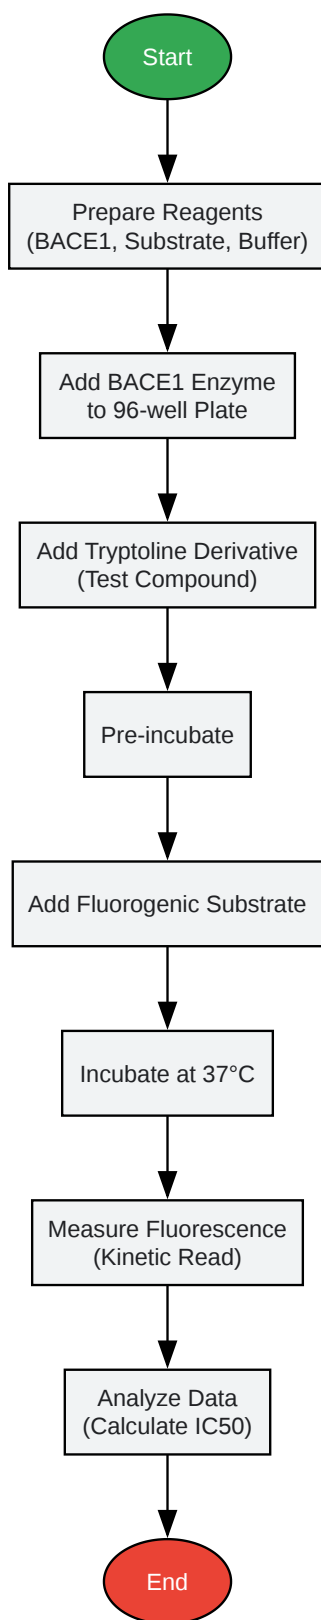 Start
Prepare Reagents
(BACE1, Substrate, Buffer)
Add BACE1 Enzyme
to 96-well Plate
Add Tryptoline Derivative
(Test Compound)
Pre-incubate
Add Fluorogenic Substrate
Incubate at 37°C
Measure Fluorescence
(Kinetic Read)
Analyze Data
(Calculate IC50)
End